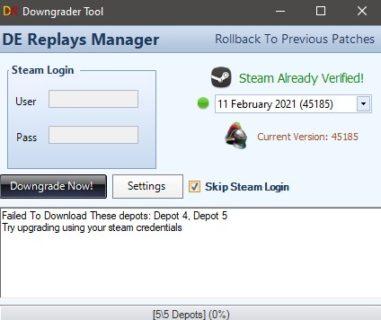 DE Downgrader Tool
DE Replays Manager
Rollback To Previous Patches
Steam Login
User
Pass
Steam Already Verified!
11 February 2021 (45185)
Current Version: 45185
Downgrade Now!
Settings
Skip Steam Login
Failed To Download These depots: Depot 4, Depot 5
Try upgrading using your steam credentials
[5\5 Depots] (0%)